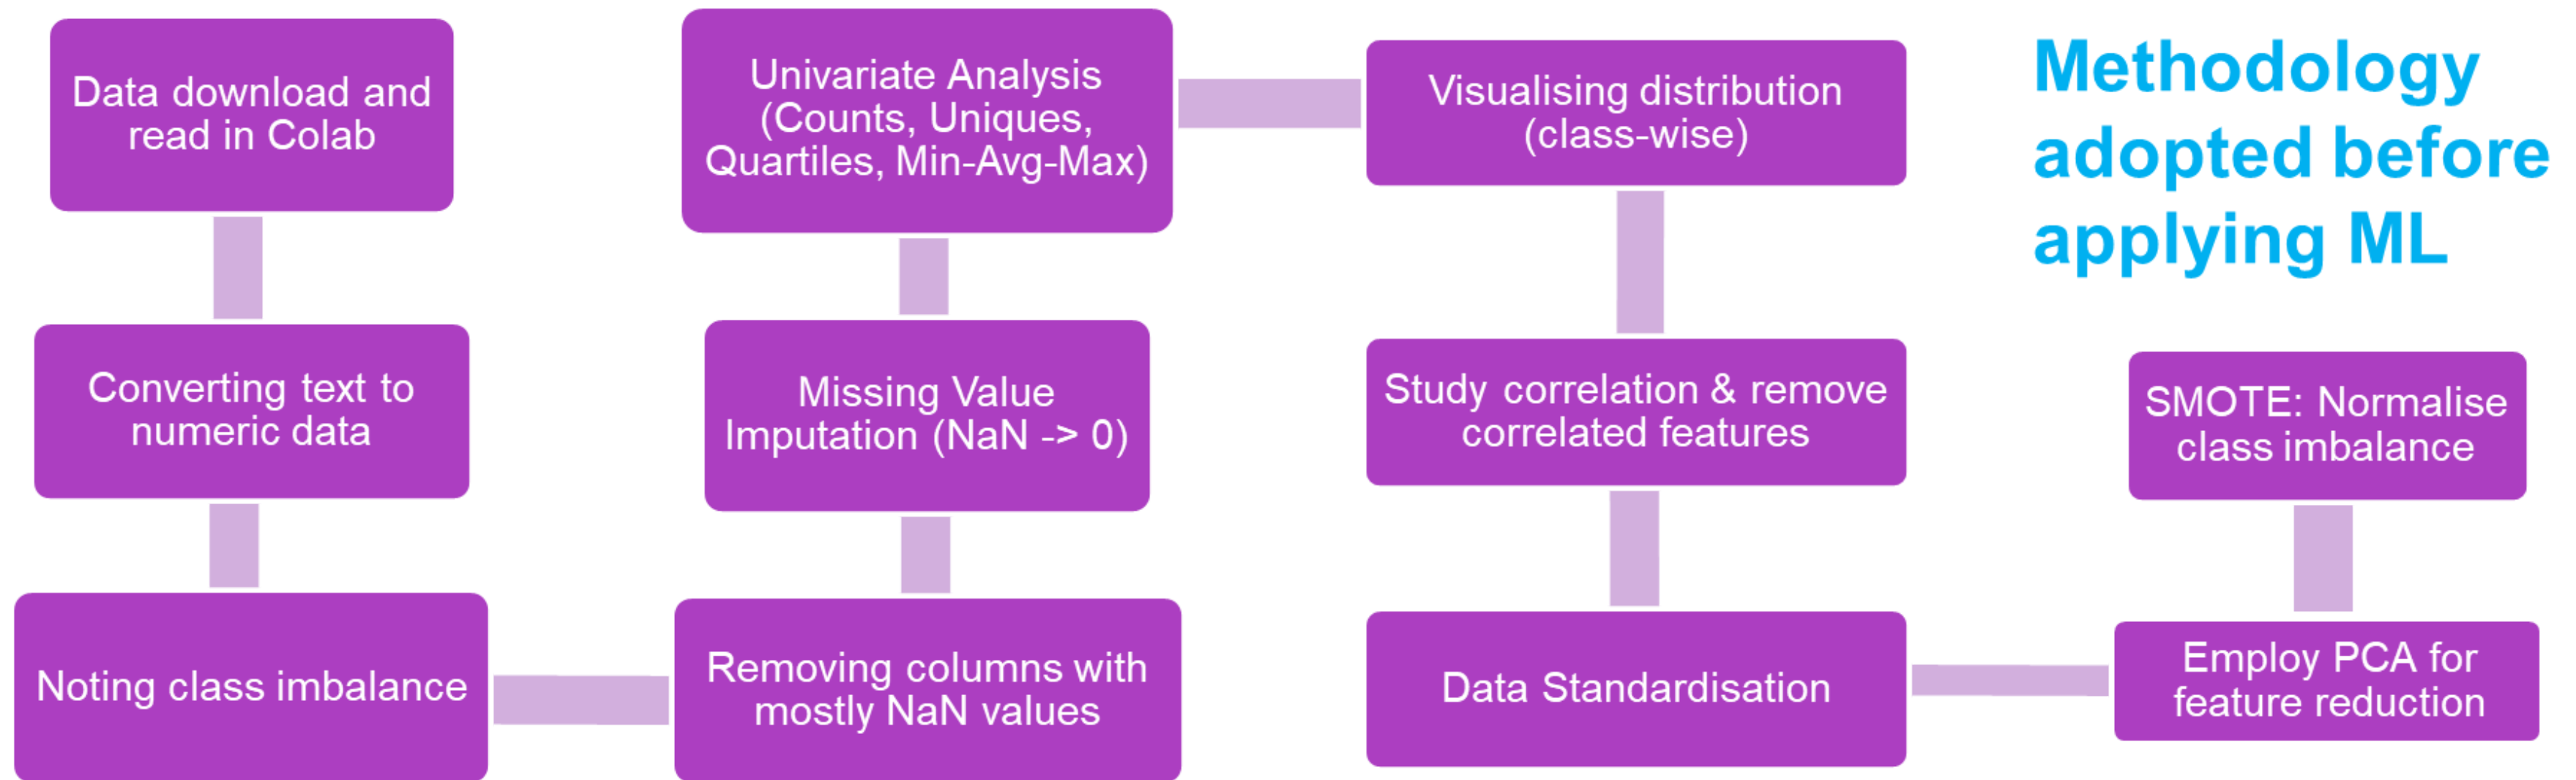 Data download and
read in Colab
Converting text to
numeric data
Noting class imbalance
Removing columns with
mostly NaN values
Missing Value
Imputation (NaN -> 0)
Univariate Analysis
(Counts, Uniques,
Quartiles, Min-Avg-Max)
Visualising distribution
(class-wise)
Study correlation & remove
correlated features
Data Standardisation
Employ PCA for
feature reduction
SMOTE: Normalise
class imbalance
Methodology
adopted before
applying ML